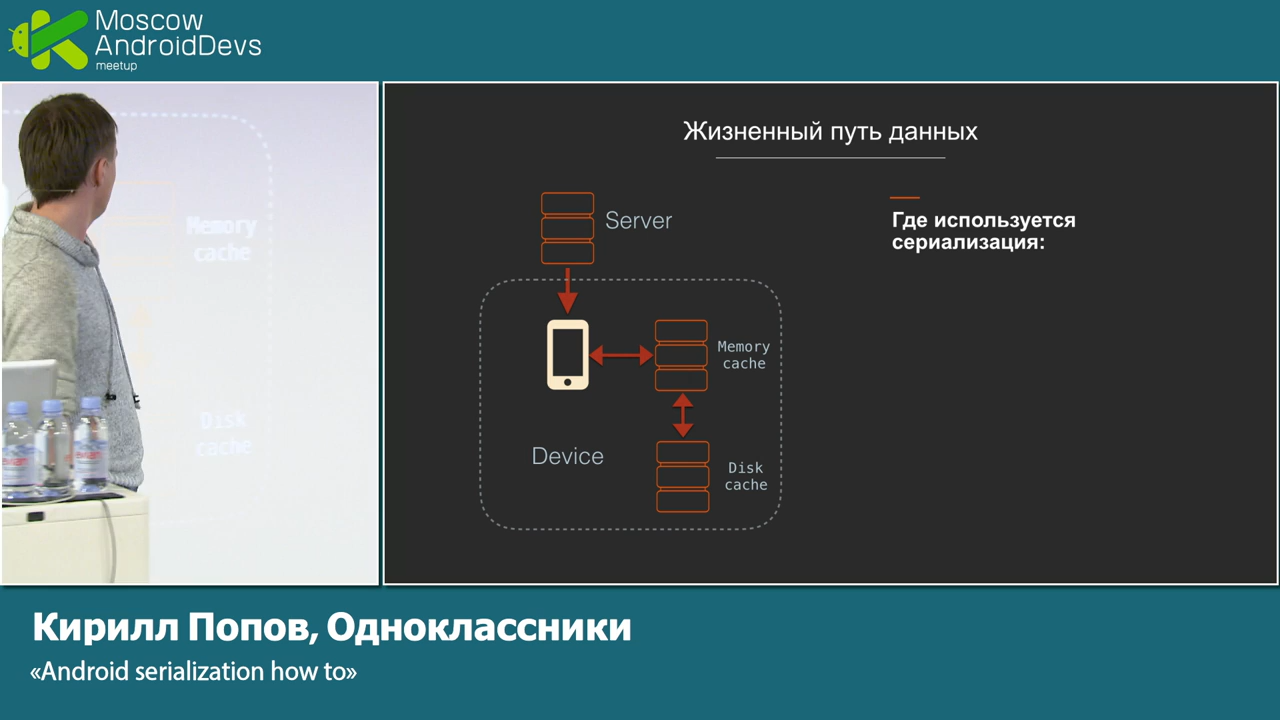 Moscow
AndroidDevs
meetup
Memory
cache
Disk
cache
Жизненный путь данных
Server
Где используется
сериализация:
Memory
cache
Device
Disk
cache
Кирилл Попов, Одноклассники
«Android serialization how to»